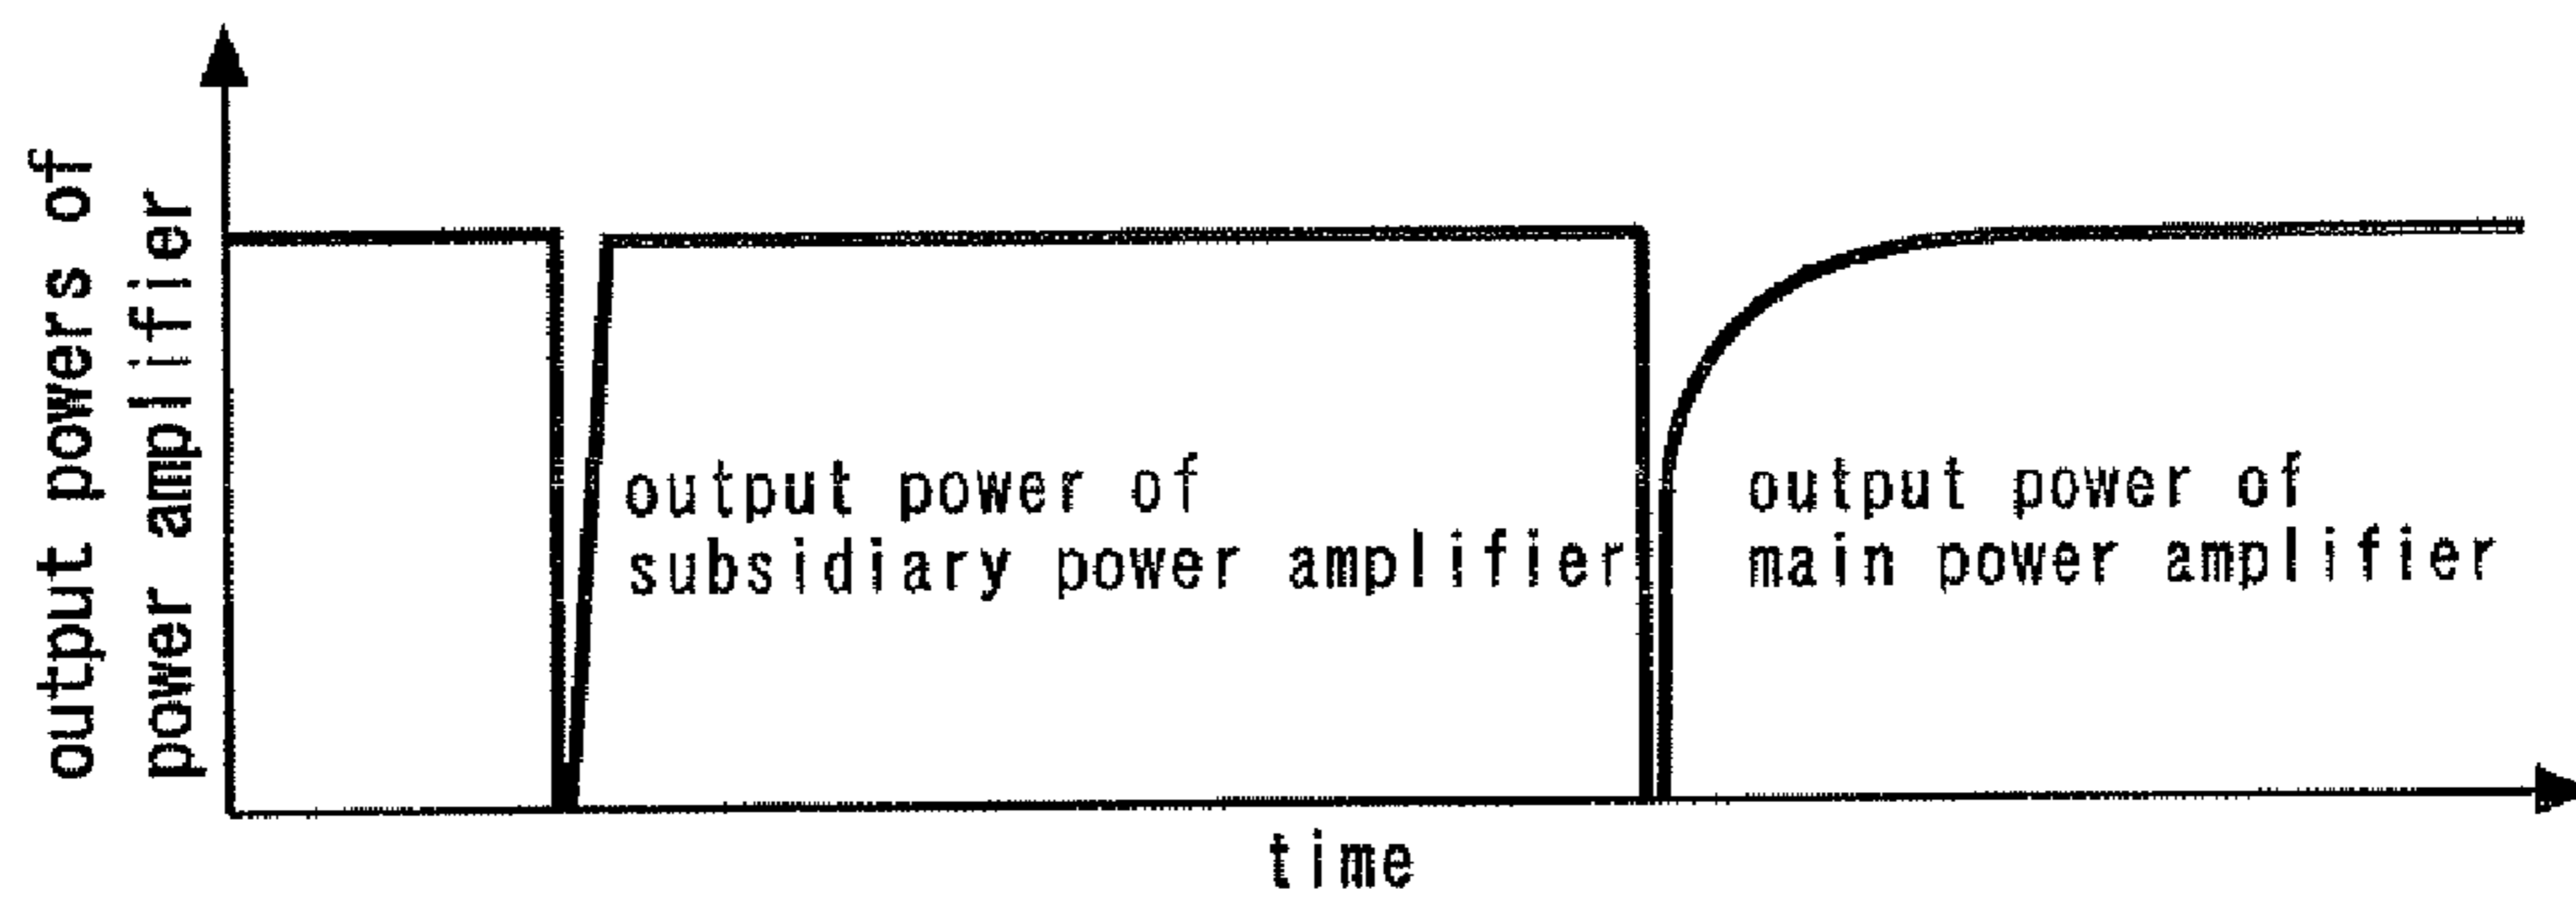 output powers of
power amplifier
output power of
subsidiary power amplifier
output power of
main power amplifier
time